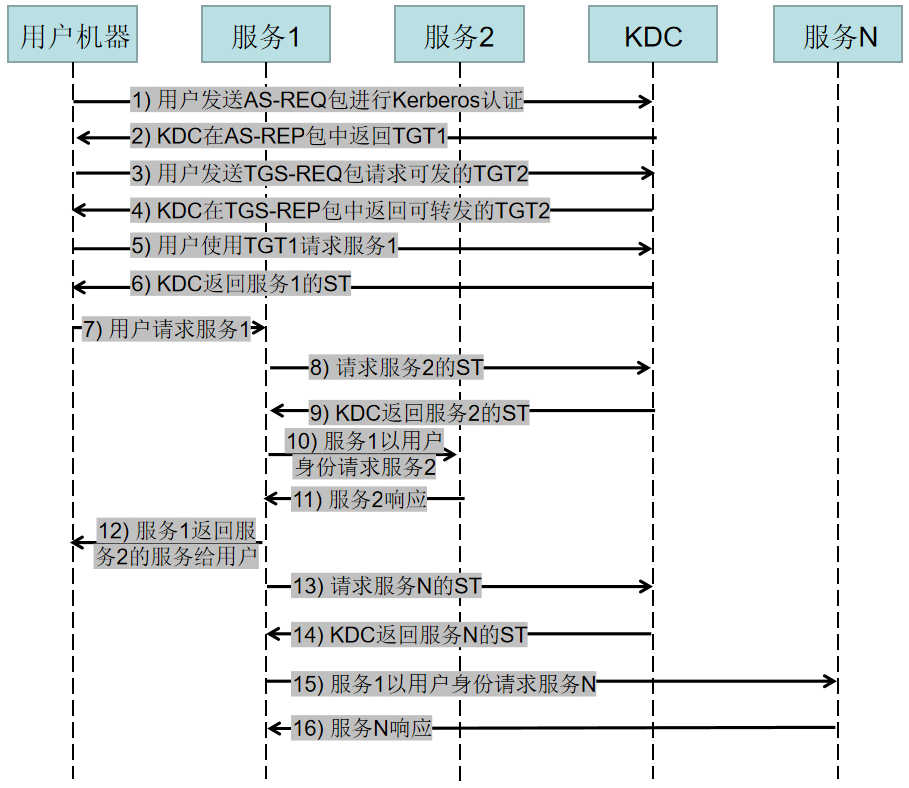 用户机器
服务1
服务2
KDC
服务N
1) 用户发送AS-REQ包进行Kerberos认证
2) KDC在AS-REP包中返回TGT1
3) 用户发送TGS-REQ包请求可发的TGT2
4) KDC在TGS-REP包中返回可转发的TGT2
5) 用户使用TGT1请求服务1
6) KDC返回服务1的ST
7) 用户请求服务1
8) 请求服务2的ST
9) KDC返回服务2的ST
10) 服务1以用户
身份请求服务2
11) 服务2响应
12) 服务1返回服
务2的服务给用户
13) 请求服务N的ST
14) KDC返回服务N的ST
15) 服务1以用户身份请求服务N
16) 服务N响应